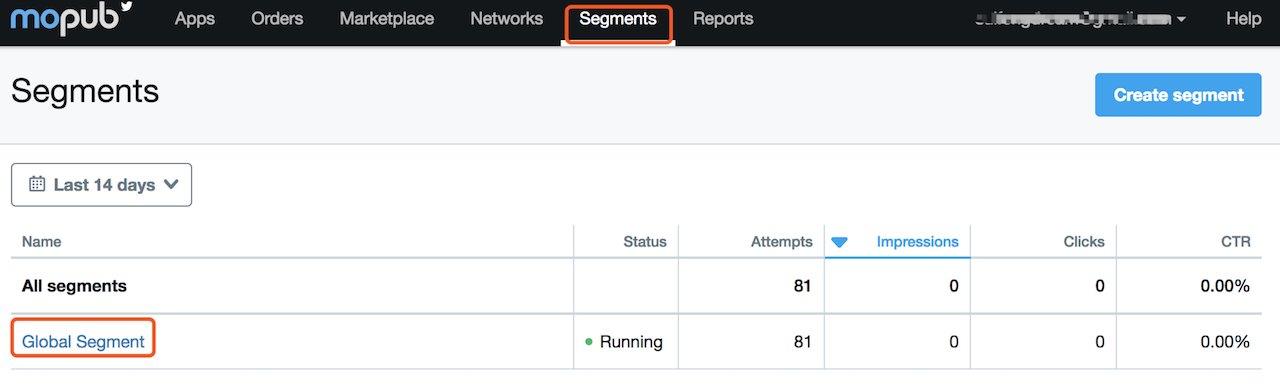 mopub Apps Orders Marketplace Networks Segments Reports Help
Segments
Create segment
Last 14 days
Name Status Attempts Impressions Clicks CTR
All segments 81 0 0 0.00%
Global Segment Running 81 0 0 0.00%